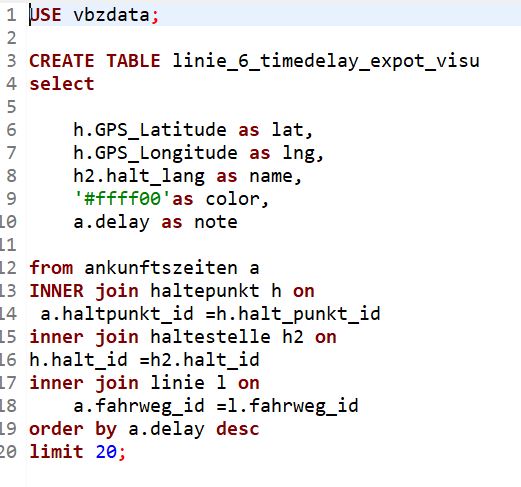 1 USE vbzdata;
2
3 CREATE TABLE linie_6_timedelay_expot_visu
4 select
5
6 h.GPS_Latitude as lat,
7 h.GPS_Longitude as lng,
8 h2.halt_lang as name,
9 '#ffff00'as color,
10 a.delay as note
11
12 from ankunftszeiten a
13 INNER join haltepunkt h on
14 a.haltpunkt_id =h.halt_punkt_id
15 inner join haltestelle h2 on
16 h.halt_id =h2.halt_id
17 inner join linie l on
18 a.fahrweg_id =l.fahrweg_id
19 order by a.delay desc
20 limit 20;